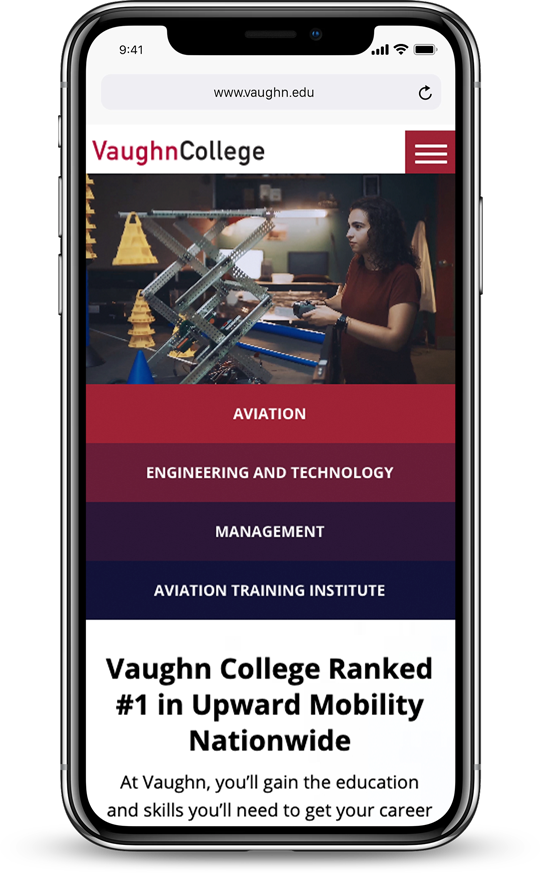 9:41
www.vaughn.edu
VaughnCollege
AVIATION
ENGINEERING AND TECHNOLOGY
MANAGEMENT
AVIATION TRAINING INSTITUTE
Vaughn College Ranked
#1 in Upward Mobility
Nationwide
At Vaughn, you’ll gain the education
and skills you’ll need to get your career